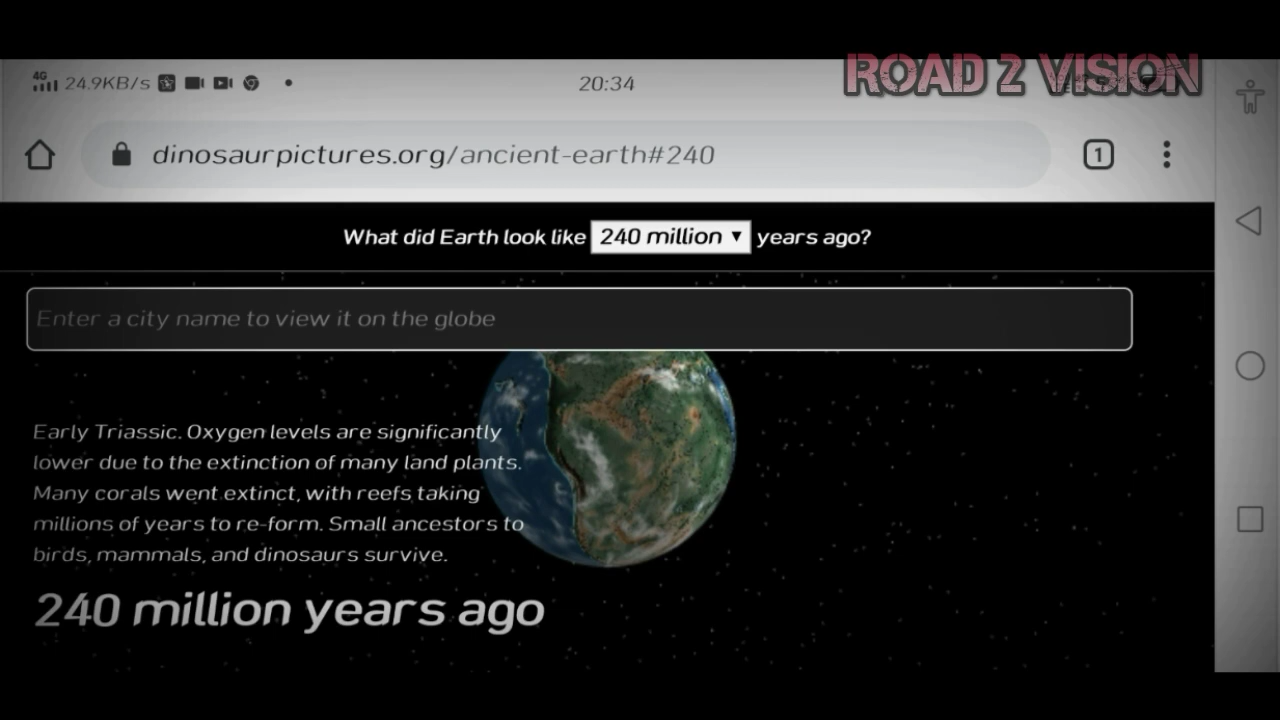 ROAD 2 VISION
4G 24.9KB/s 20:34
dinosaurpictures.org/ancient-earth#240 1
What did Earth look like 240 million ▼ years ago?
Enter a city name to view it on the globe
Early Triassic. Oxygen levels are significantly
lower due to the extinction of many land plants.
Many corals went extinct, with reefs taking
millions of years to re-form. Small ancestors to
birds, mammals, and dinosaurs survive.
240 million years ago